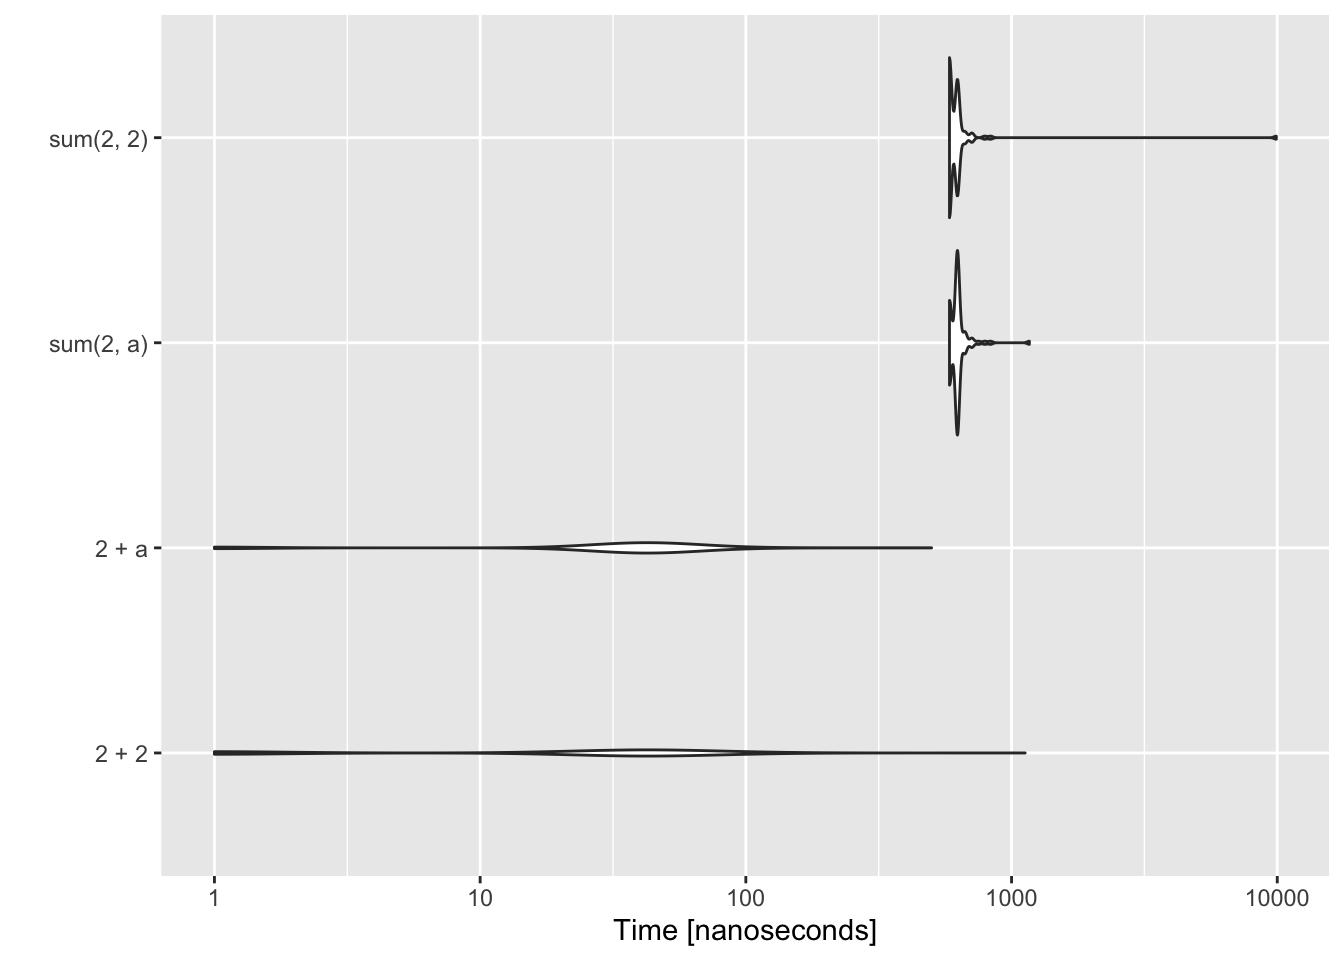 sum(2, 2)
sum(2, a)
2 + a
2 + 2
1 10 100 1000 10000
Time [nanoseconds]